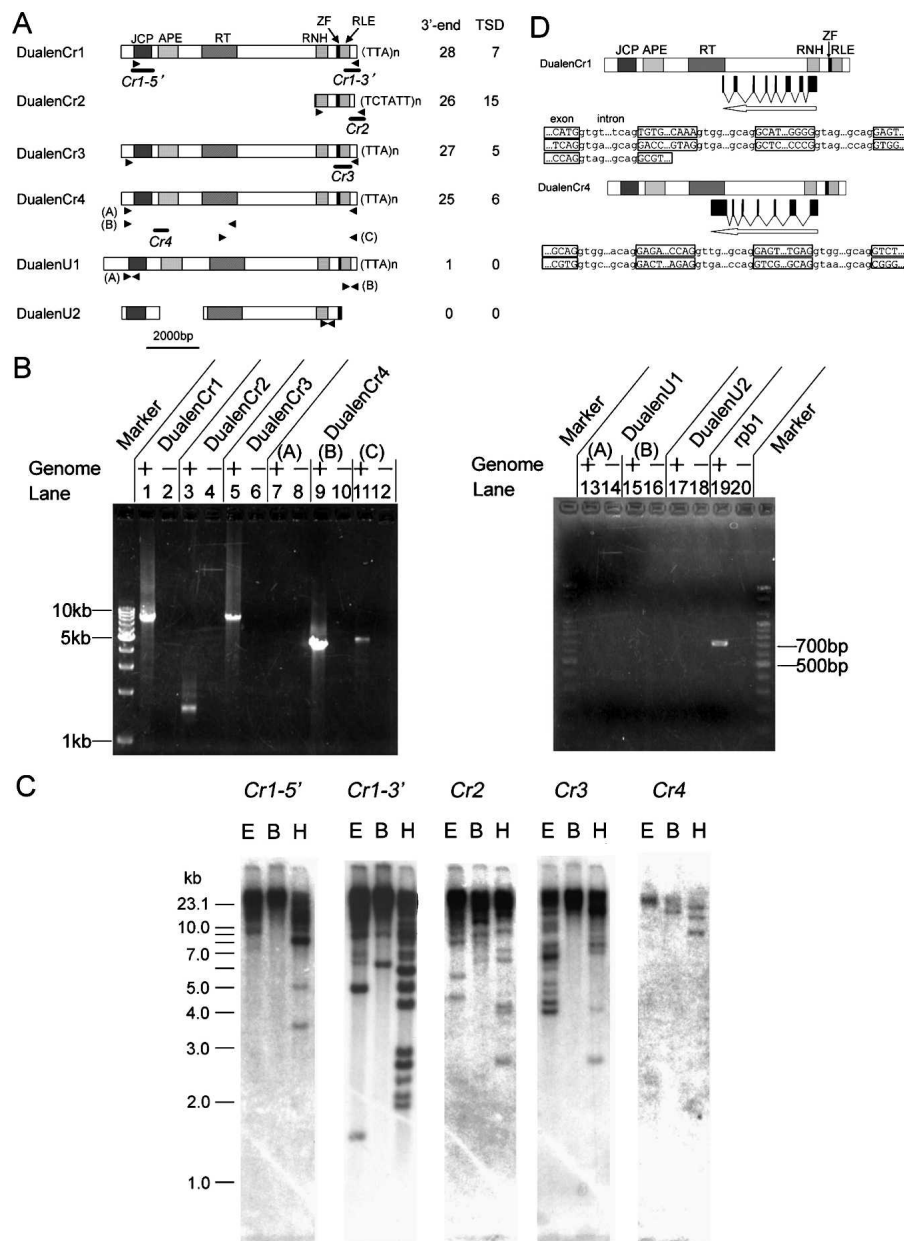 A
JCP APE RT RNH ZF RLE 3'-end TSD
DualenCr1 (TTA)n 28 7
Cr1-5' Cr1-3'
DualenCr2 (TCTATT)n 26 15
Cr2
DualenCr3 (TTA)n 27 5
Cr3
DualenCr4 (TTA)n 25 6
(A)
(B)
Cr4 (C)
DualenU1 (TTA)n 1 0
(A) (B)
DualenU2 0 0
2000bp
D
ZF
JCP APE RT RNH RLE
DualenCr1
exon intron
...CATGgtgt...tcagTGTG...CAAAgtgg...gcagGCAT...GGGGgtag...gcagGAGT...
...TCAGgtag...gcagGACC...GTAGgtga...gcagGCTC...CCCGgtag...ccagGTGG...
...CCAGgtag...gcagGCGT...
DualenCr4
...GCAGgtgg...acagGAGA...CCAGgttg...gcagGAGT...TGAGgtgg...gcagGTCT...
...CGTGgtgc...gcagGACT...AGAGgtga...ccagGTCG...GCAGgtaa...gcagCGGG...
B
Marker DualenCr1 DualenCr2 DualenCr3 DualenCr4
(A) (B) (C)
Genome + − + − + − + − + − + −
Lane 1 2 3 4 5 6 7 8 9 10 11 12
10kb
5kb
1kb
Marker DualenU1 DualenU2 rpb1 Marker
(A) (B)
Genome + − + − + − + −
Lane 13 14 15 16 17 18 19 20
700bp
500bp
C
Cr1-5' Cr1-3' Cr2 Cr3 Cr4
E B H E B H E B H E B H E B H
kb
23.1
10.0
7.0
5.0
4.0
3.0
2.0
1.0